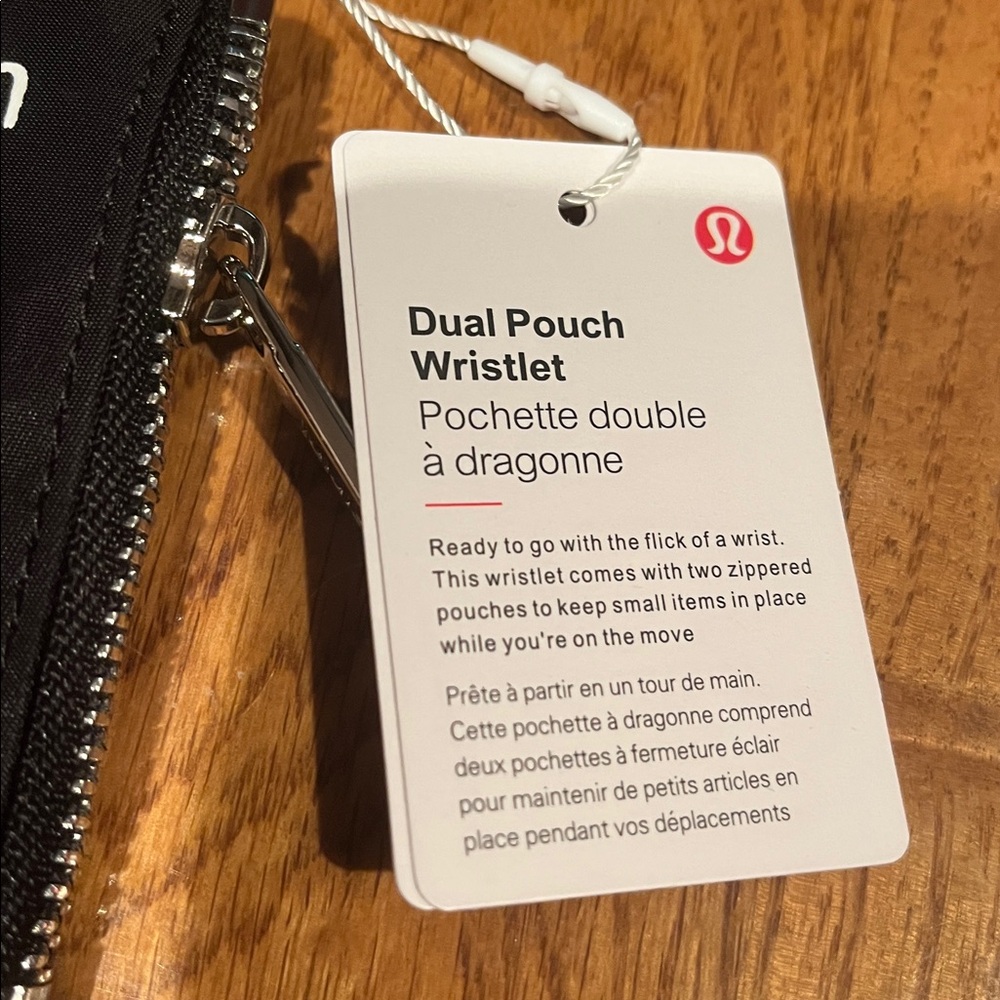 Dual Pouch
Wristlet
Pochette double
à dragonne
Ready to go with the flick of a wrist.
This wristlet comes with two zippered
pouches to keep small items in place
while you're on the move
Prête à partir en un tour de main.
Cette pochette à dragonne comprend
deux pochettes à fermeture éclair
pour maintenir de petits articles en
place pendant vos déplacements